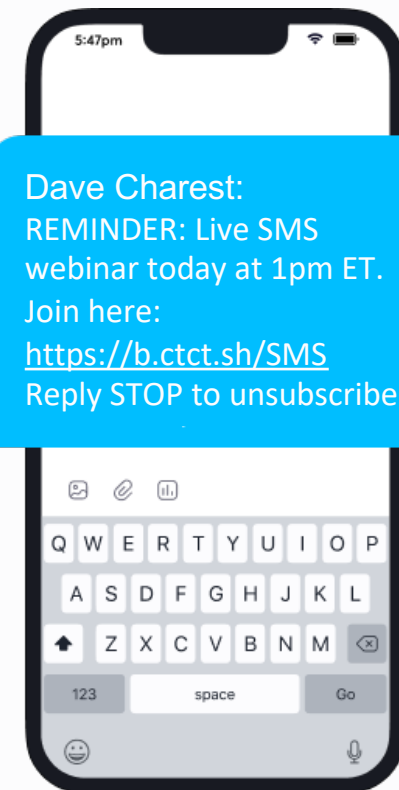 5:47pm
Dave Charest:
REMINDER: Live SMS
webinar today at 1pm ET.
Join here:
https://b.ctct.sh/SMS
Reply STOP to unsubscribe
Q W E R T Y U I O P
A S D F G H J K L
Z X C V B N M
123 space Go